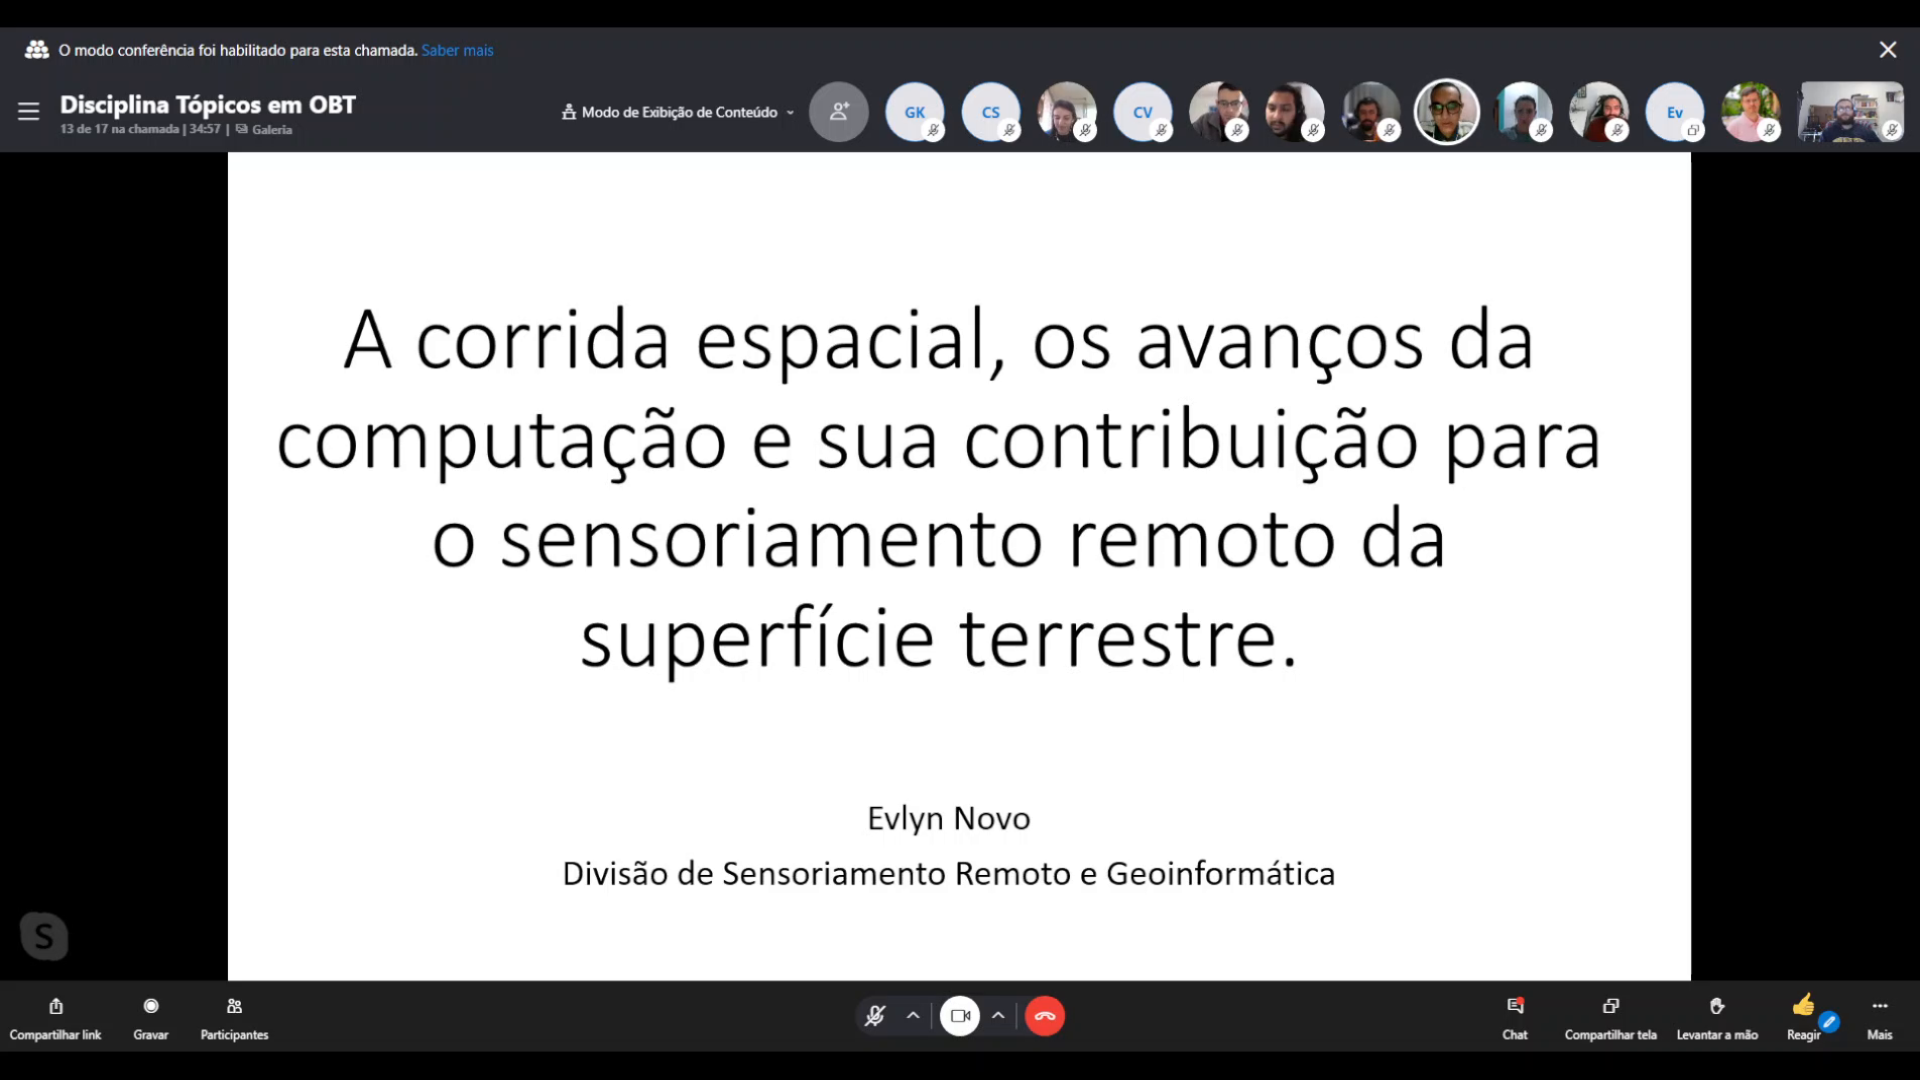 O modo conferência foi habilitado para esta chamada. Saber mais
Disciplina Tópicos em OBT
13 de 17 na chamada | 34:57 | Galeria
Modo de Exibição de Conteúdo
GK
CS
CV
Ev
A corrida espacial, os avanços da
computação e sua contribuição para
o sensoriamento remoto da
superfície terrestre.
Evlyn Novo
Divisão de Sensoriamento Remoto e Geoinformática
S
Compartilhar link
Gravar
Participantes
Chat
Compartilhar tela
Levantar a mão
Reagir
Mais